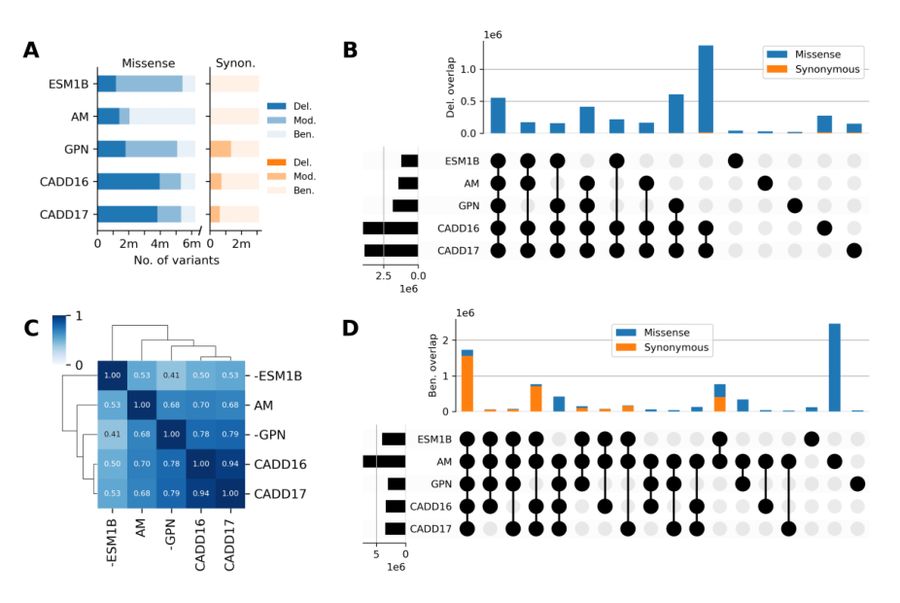 A
Missense
Synon.
ESM1B
AM
GPN
CADD16
CADD17
Del.
Mod.
Ben.
Del.
Mod.
Ben.
0
2m
4m
6m
0
2m
No. of variants
B
1e6
Missense
Synonymous
Del. overlap
1.0
0.5
0.0
ESM1B
AM
GPN
CADD16
CADD17
2.5
0.0
1e6
C
1
0
1.00 0.53 0.41 0.50 0.53
0.53 1.00 0.68 0.70 0.68
0.41 0.68 1.00 0.78 0.79
0.50 0.70 0.78 1.00 0.94
0.53 0.68 0.79 0.94 1.00
-ESM1B
AM
-GPN
CADD16
CADD17
-ESM1B
AM
-GPN
CADD16
CADD17
D
1e6
Missense
Synonymous
Ben. overlap
2
1
0
ESM1B
AM
GPN
CADD16
CADD17
5
0
1e6